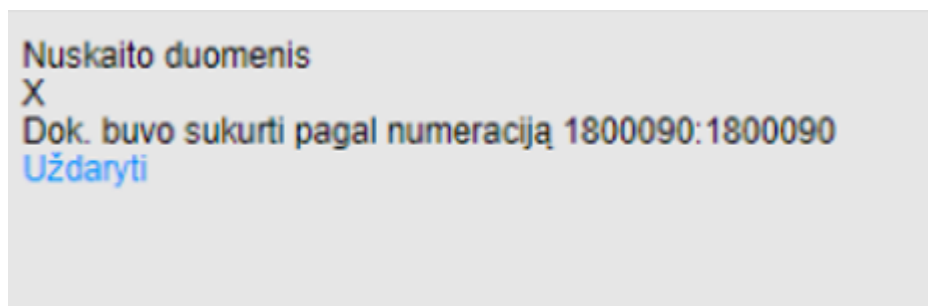 Nuskaito duomenis
X
Dok. buvo sukurti pagal numeraciją 1800090:1800090
Uždaryti